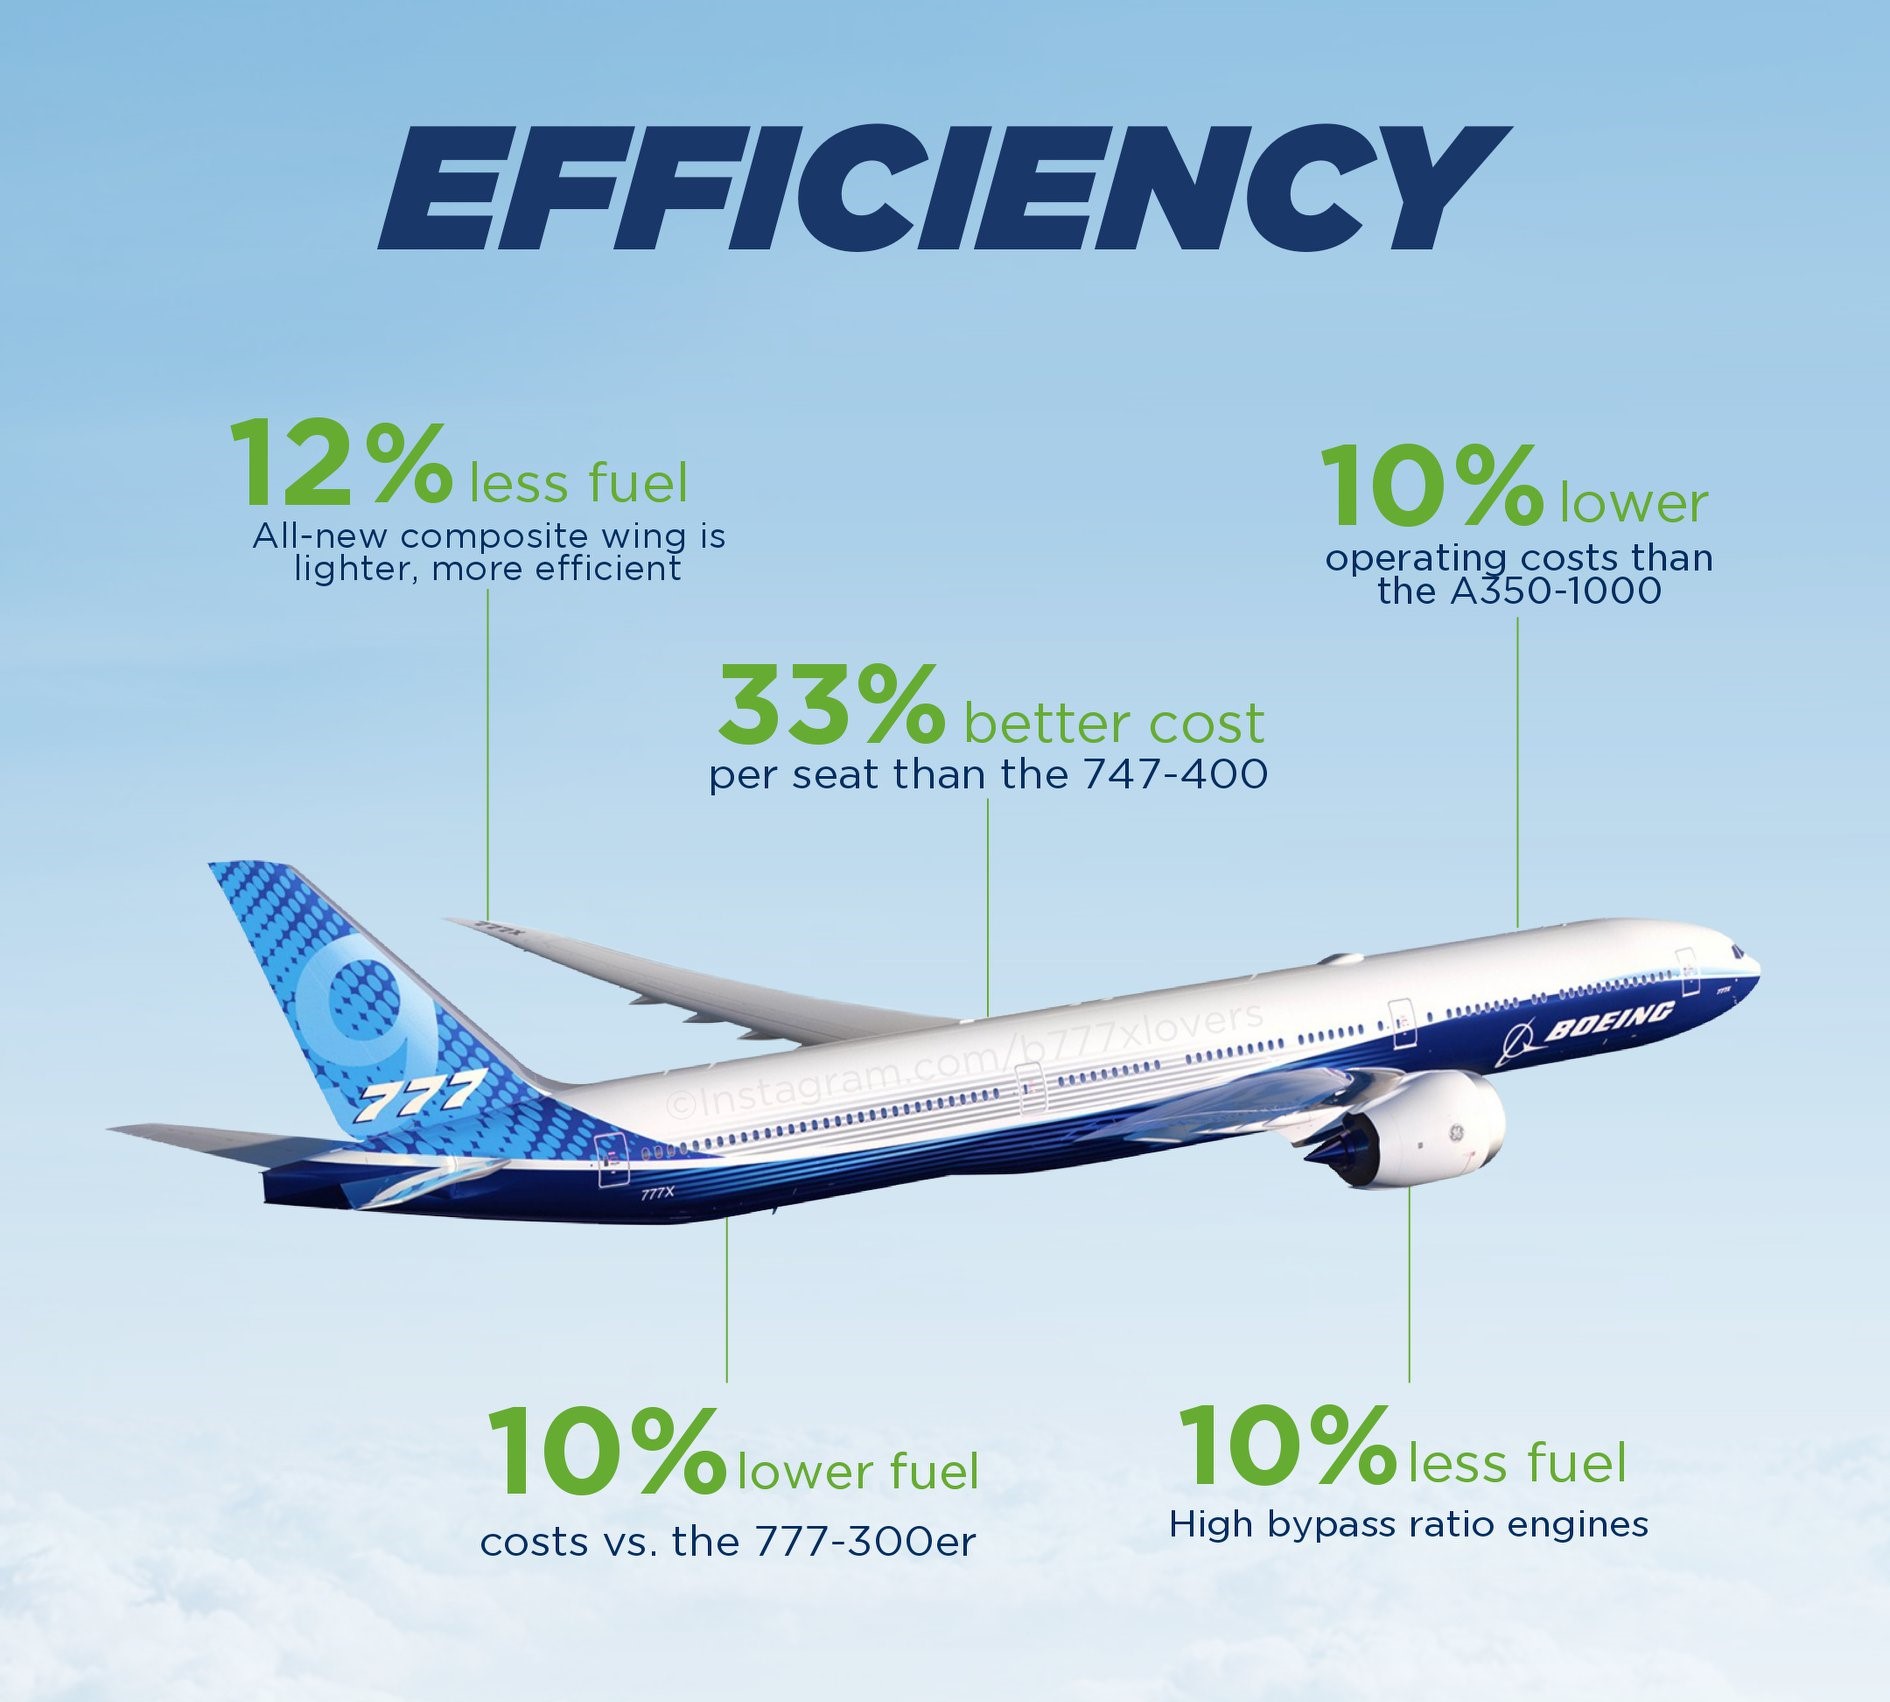 EFFICIENCY
12% less fuel
All-new composite wing is
lighter, more efficient
10% lower
operating costs than
the A350-1000
33% better cost
per seat than the 747-400
777X
9
777
©Instagram.com/b777xlovers
BOEING
777X
GE
777X
10% lower fuel
costs vs. the 777-300er
10% less fuel
High bypass ratio engines